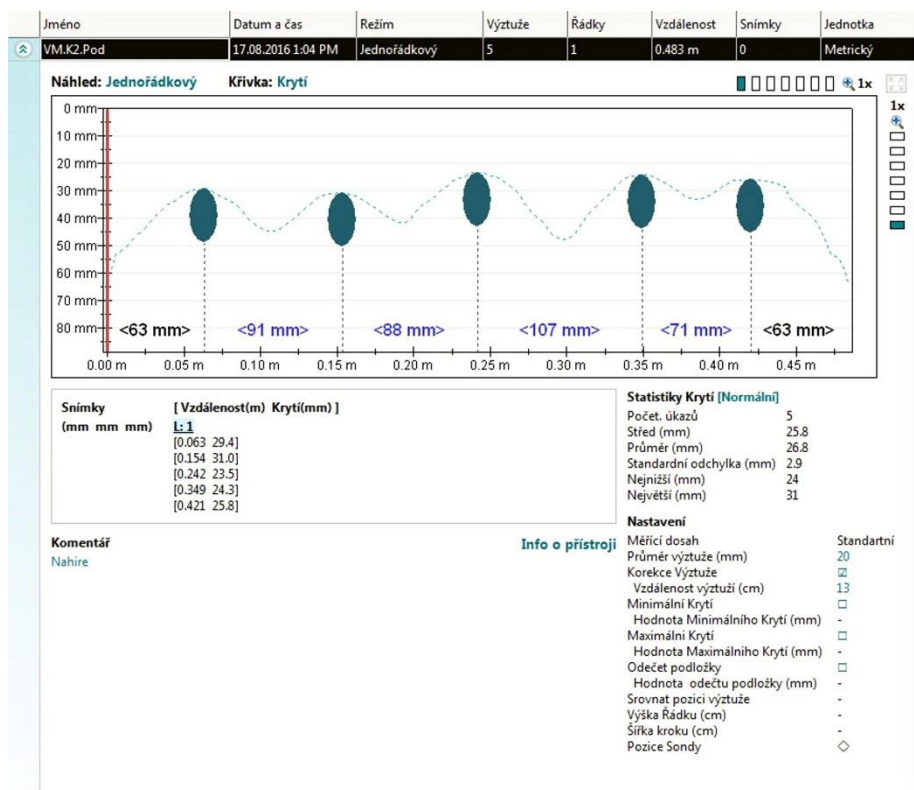 Jméno Datum a čas Režím Výztuže Řádky Vzdálenost Snímky Jednotka
VM.K2.Pod 17.08.2016 1:04 PM Jednořádkový 5 1 0.483 m 0 Metrický
Náhled: Jednořádkový Křivka: Krytí 1x
1x
0 mm
10 mm
20 mm
30 mm
40 mm
50 mm
60 mm
70 mm
80 mm <63 mm> <91 mm> <88 mm> <107 mm> <71 mm> <63 mm>
0.00 m 0.05 m 0.10 m 0.15 m 0.20 m 0.25 m 0.30 m 0.35 m 0.40 m 0.45 m
Snímky [ Vzdálenost(m) Krytí(mm) ]
(mm mm mm) L: 1
[0.063 29.4]
[0.154 31.0]
[0.242 23.5]
[0.349 24.3]
[0.421 25.8]
Komentář Info o přístroji
Nahire
Statistiky Krytí [Normální]
Počet. úkazů 5
Střed (mm) 25.8
Průměr (mm) 26.8
Standardní odchylka (mm) 2.9
Nejnižší (mm) 24
Největší (mm) 31
Nastavení
Měřící dosah Standartní
Průměr výztuže (mm) 20
Korekce Výztuže ☑
Vzdálenost výztuží (cm) 13
Minimální Krytí ☐
Hodnota Minimálního Krytí (mm) -
Maximálni Krytí ☐
Hodnota Maximálniho Krytí (mm) -
Odečet podložky ☐
Hodnota odečtu podložky (mm) -
Srovnat pozici výztuže -
Výška Řádku (cm) -
Šířka kroku (cm) -
Pozice Sondy ◇